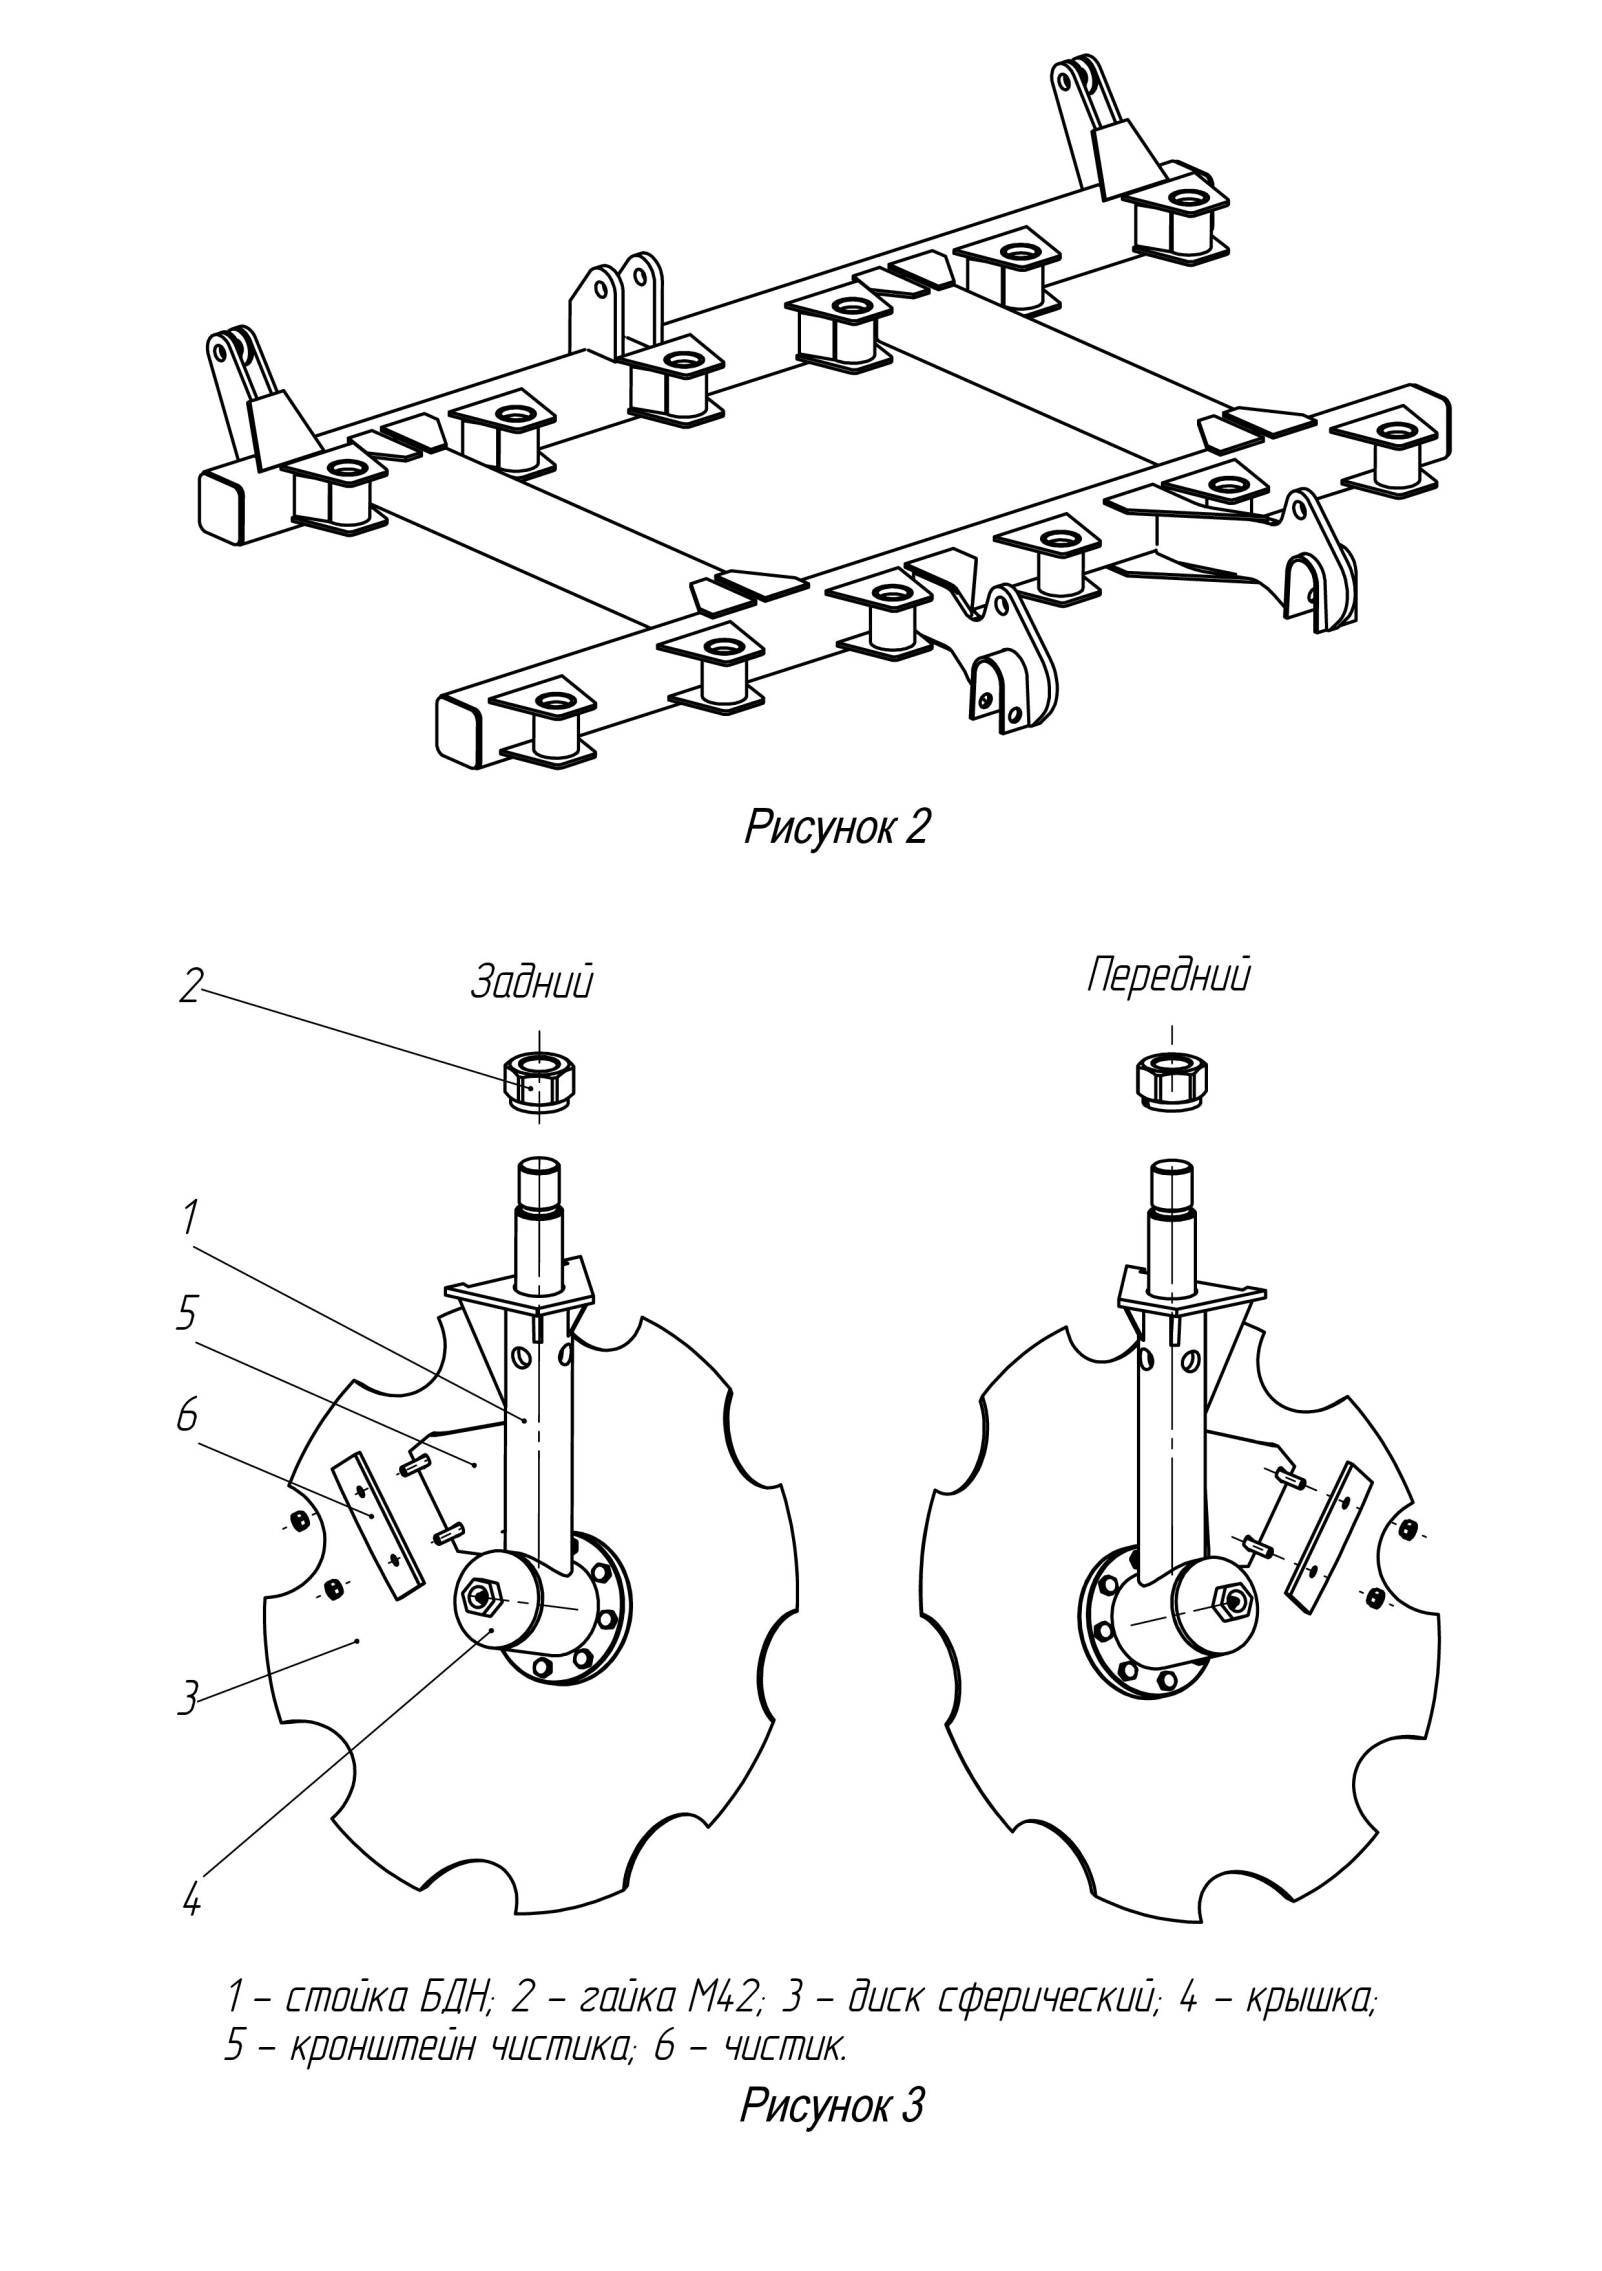 Рисунок 2
Задний
Передний
2
1
5
6
3
4
1 – стойка БДН; 2 – гайка М42; 3 – диск сферический; 4 – крышка;
5 – кронштейн чистика; 6 – чистик.
Рисунок 3